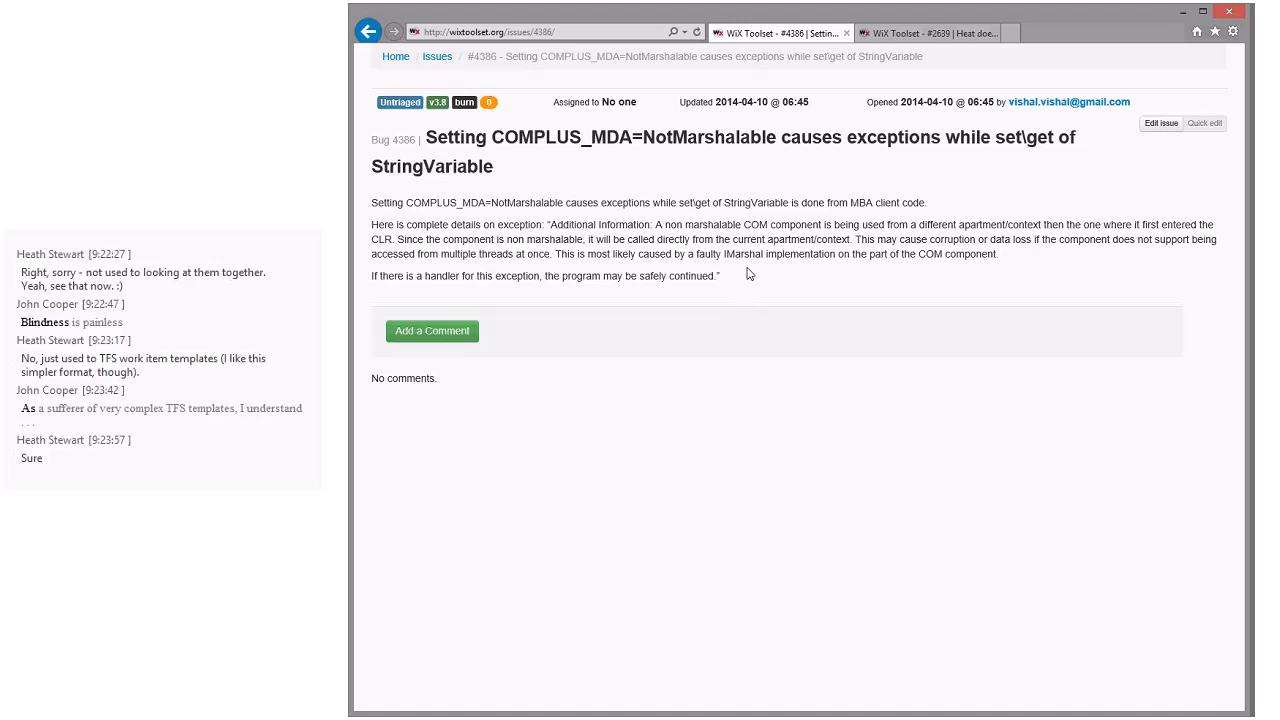 Heath Stewart [9:22:27 ]
Right, sorry - not used to looking at them together.
Yeah, see that now. :)
John Cooper [9:22:47 ]
Blindness is painless
Heath Stewart [9:23:17 ]
No, just used to TFS work item templates (I like this
simpler format, though).
John Cooper [9:23:42 ]
As a sufferer of very complex TFS templates, I understand
. . .
Heath Stewart [9:23:57 ]
Sure
http://wixtoolset.org/issues/4386/
WiX Toolset - #4386 | Settin...
WiX Toolset - #2639 | Heat doe...
Home / Issues / #4386 - Setting COMPLUS_MDA=NotMarshalable causes exceptions while set\get of StringVariable
Untriaged v3.8 burn 0 Assigned to No one Updated 2014-04-10 @ 06:45 Opened 2014-04-10 @ 06:45 by vishal.vishal@gmail.com
Edit issue Quick edit
Bug 4386 | Setting COMPLUS_MDA=NotMarshalable causes exceptions while set\get of
StringVariable
Setting COMPLUS_MDA=NotMarshalable causes exceptions while set\get of StringVariable is done from MBA client code.
Here is complete details on exception: “Additional Information: A non marshalable COM component is being used from a different apartment/context then the one where it first entered the
CLR. Since the component is non marshalable, it will be called directly from the current apartment/context. This may cause corruption or data loss if the component does not support being
accessed from multiple threads at once. This is most likely caused by a faulty IMarshal implementation on the part of the COM component.
If there is a handler for this exception, the program may be safely continued.”
Add a Comment
No comments.